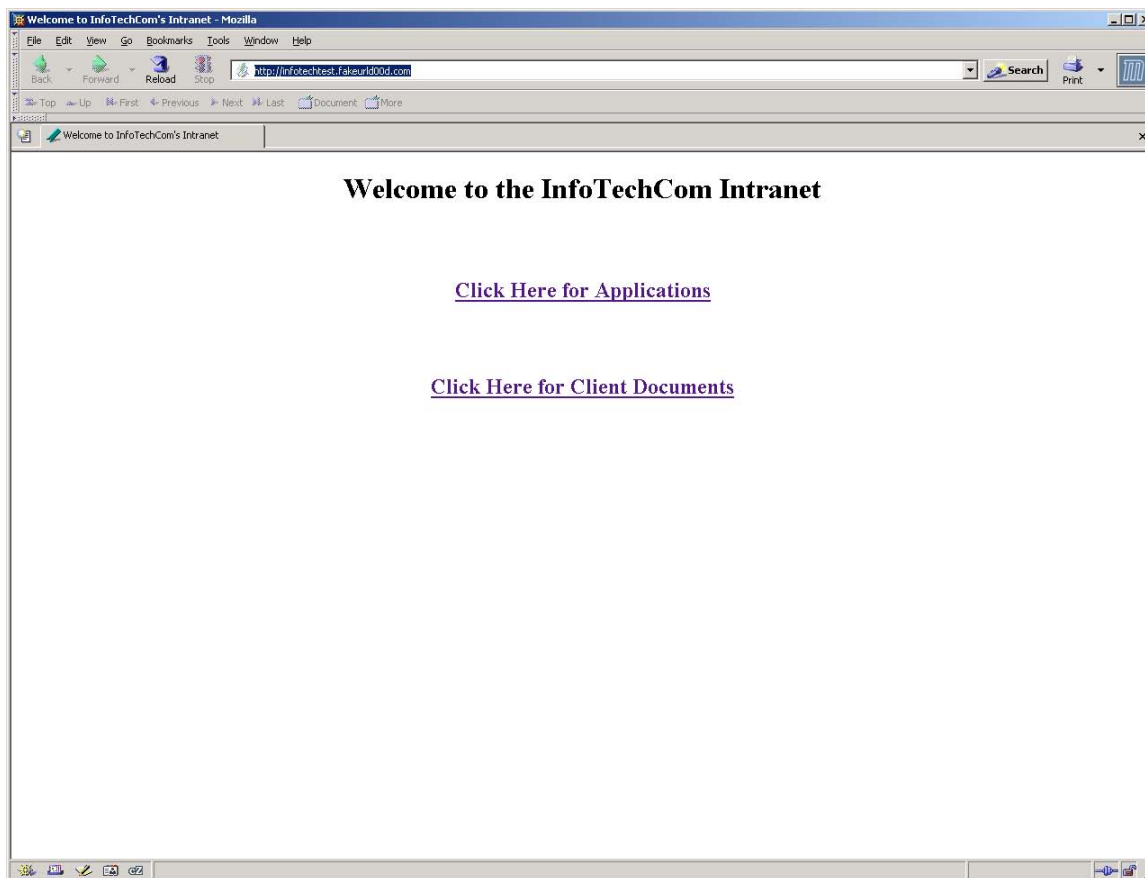 Welcome to InfoTechCom's Intranet - Mozilla
File Edit View Go Bookmarks Tools Window Help
Back Forward Reload Stop http://infotechtest.fakeurld00d.com Search Print
Top Up First Previous Next Last Document More
Welcome to InfoTechCom's Intranet
Welcome to the InfoTechCom Intranet
Click Here for Applications
Click Here for Client Documents